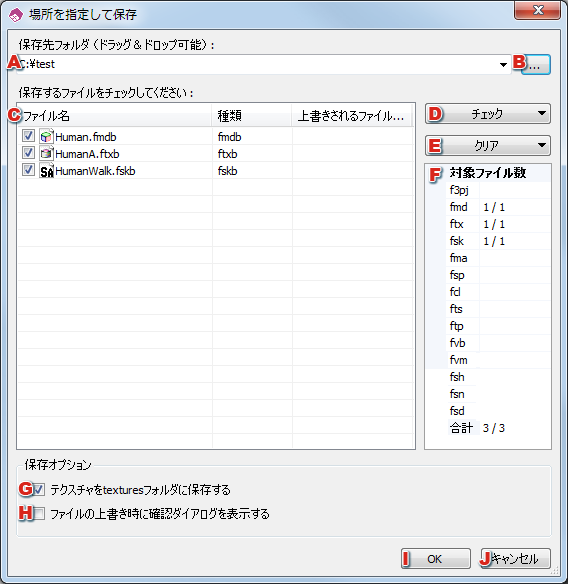 場所を指定して保存
保存先フォルダ（ドラッグ＆ドロップ可能）:
A C:¥test B ...
保存するファイルをチェックしてください:
C ファイル名 種類 上書きされるファイル...
Human.fmdb fmdb
HumanA.ftxb ftxb
HumanWalk.fskb fskb
D チェック
E クリア
F 対象ファイル数
f3pj
fmd 1 / 1
ftx 1 / 1
fsk 1 / 1
fma
fsp
fcl
fts
ftp
fvb
fvm
fsh
fsn
fsd
合計 3 / 3
保存オプション
G テクスチャをtexturesフォルダに保存する
H ファイルの上書き時に確認ダイアログを表示する
I OK J キャンセル